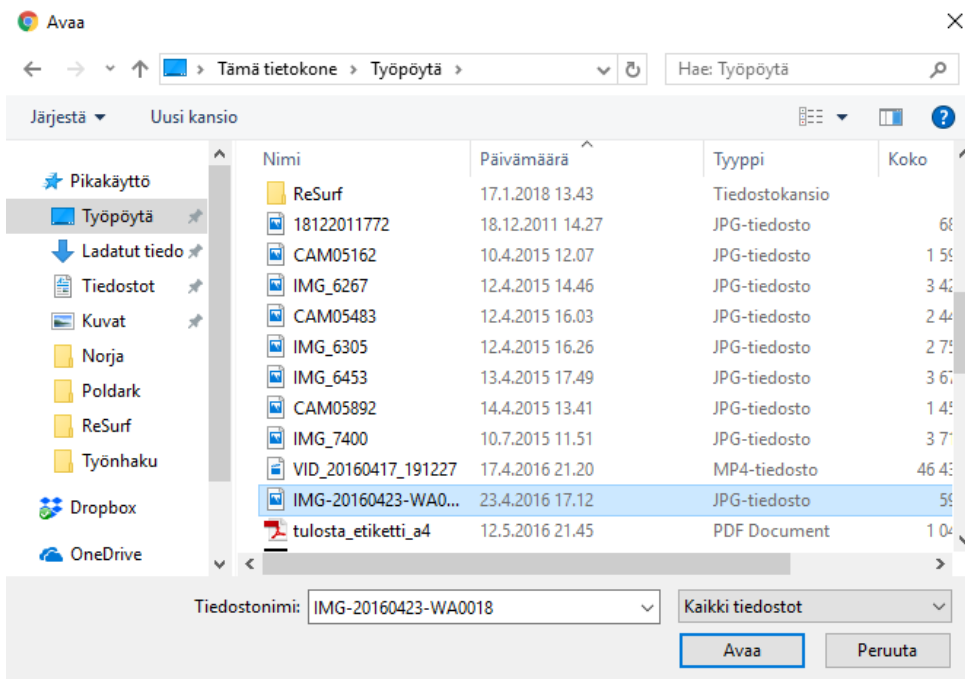 Avaa
Tämä tietokone > Työpöytä >
Hae: Työpöytä
Järjestä Uusi kansio
Nimi Päivämäärä Tyyppi Koko
Pikakäyttö
Työpöytä
Ladatut tiedo
Tiedostot
Kuvat
Norja
Poldark
ReSurf
Työnhaku
Dropbox
OneDrive
ReSurf 17.1.2018 13.43 Tiedostokansio
18122011772 18.12.2011 14.27 JPG-tiedosto
CAM05162 10.4.2015 12.07 JPG-tiedosto
IMG_6267 12.4.2015 14.46 JPG-tiedosto
CAM05483 12.4.2015 16.03 JPG-tiedosto
IMG_6305 12.4.2015 16.26 JPG-tiedosto
IMG_6453 13.4.2015 17.49 JPG-tiedosto
CAM05892 14.4.2015 13.41 JPG-tiedosto
IMG_7400 10.7.2015 11.51 JPG-tiedosto
VID_20160417_191227 17.4.2016 21.20 MP4-tiedosto
IMG-20160423-WA0... 23.4.2016 17.12 JPG-tiedosto
tulosta_etiketti_a4 12.5.2016 21.45 PDF Document
Tiedostonimi: IMG-20160423-WA0018 Kaikki tiedostot
Avaa Peruuta